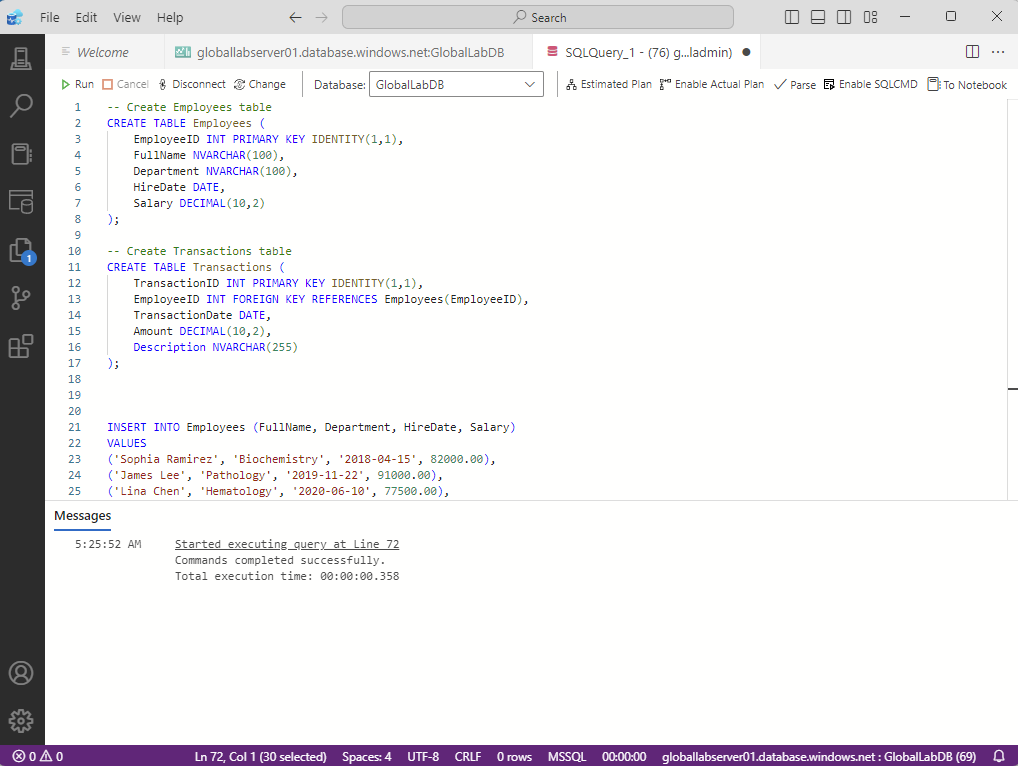 File Edit View Help Search
Welcome globallabserver01.database.windows.net:GlobalLabDB SQLQuery_1 - (76) g...ladmin)
Run Cancel Disconnect Change Database: GlobalLabDB Estimated Plan Enable Actual Plan Parse Enable SQLCMD To Notebook
1 -- Create Employees table
2 CREATE TABLE Employees (
3 EmployeeID INT PRIMARY KEY IDENTITY(1,1),
4 FullName NVARCHAR(100),
5 Department NVARCHAR(100),
6 HireDate DATE,
7 Salary DECIMAL(10,2)
8 );
9
10 -- Create Transactions table
11 CREATE TABLE Transactions (
12 TransactionID INT PRIMARY KEY IDENTITY(1,1),
13 EmployeeID INT FOREIGN KEY REFERENCES Employees(EmployeeID),
14 TransactionDate DATE,
15 Amount DECIMAL(10,2),
16 Description NVARCHAR(255)
17 );
18
19
20
21 INSERT INTO Employees (FullName, Department, HireDate, Salary)
22 VALUES
23 ('Sophia Ramirez', 'Biochemistry', '2018-04-15', 82000.00),
24 ('James Lee', 'Pathology', '2019-11-22', 91000.00),
25 ('Lina Chen', 'Hematology', '2020-06-10', 77500.00),
1
Messages
5:25:52 AM Started executing query at Line 72
Commands completed successfully.
Total execution time: 00:00:00.358
0 0 Ln 72, Col 1 (30 selected) Spaces: 4 UTF-8 CRLF 0 rows MSSQL 00:00:00 globallabserver01.database.windows.net : GlobalLabDB (69)